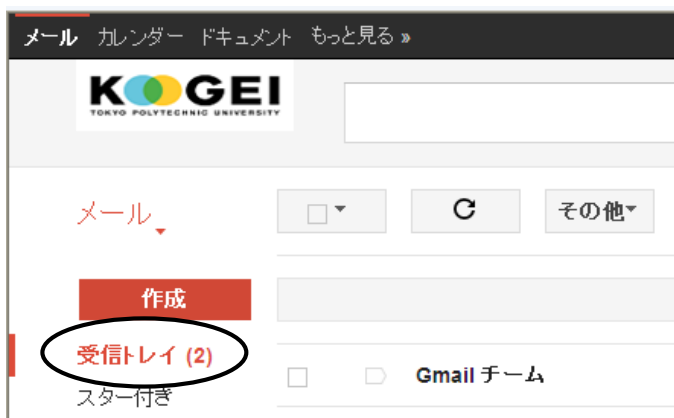 メール カレンダー ドキュメント もっと見る »
KOGEI
TOKYO POLYTECHNIC UNIVERSITY
メール
その他
作成
受信トレイ (2)
Gmail チーム
スター付き